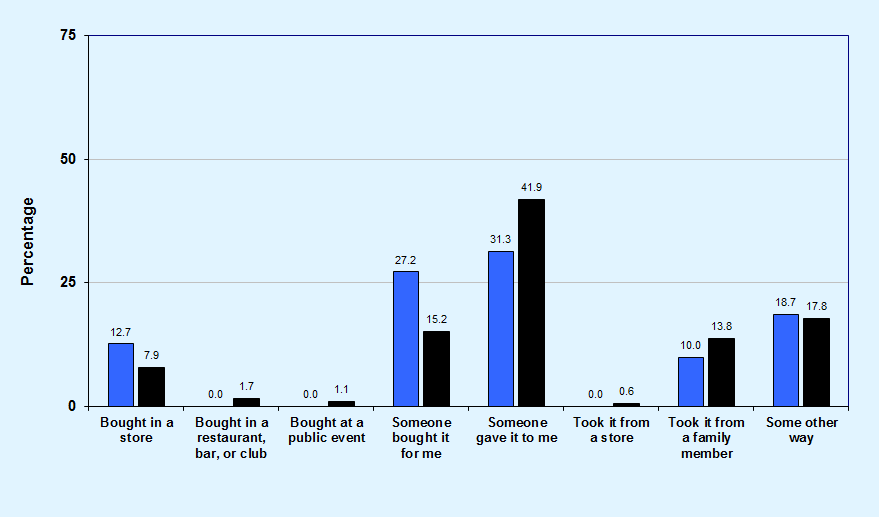 75
50
25
0
Percentage
12.7
7.9
0.0
1.7
0.0
1.1
27.2
15.2
31.3
41.9
0.0
0.6
10.0
13.8
18.7
17.8
Bought in a
store
Bought in a
restaurant,
bar, or club
Bought at a
public event
Someone
bought it
for me
Someone
gave it to me
Took it from
a store
Took it from
a family
member
Some other
way